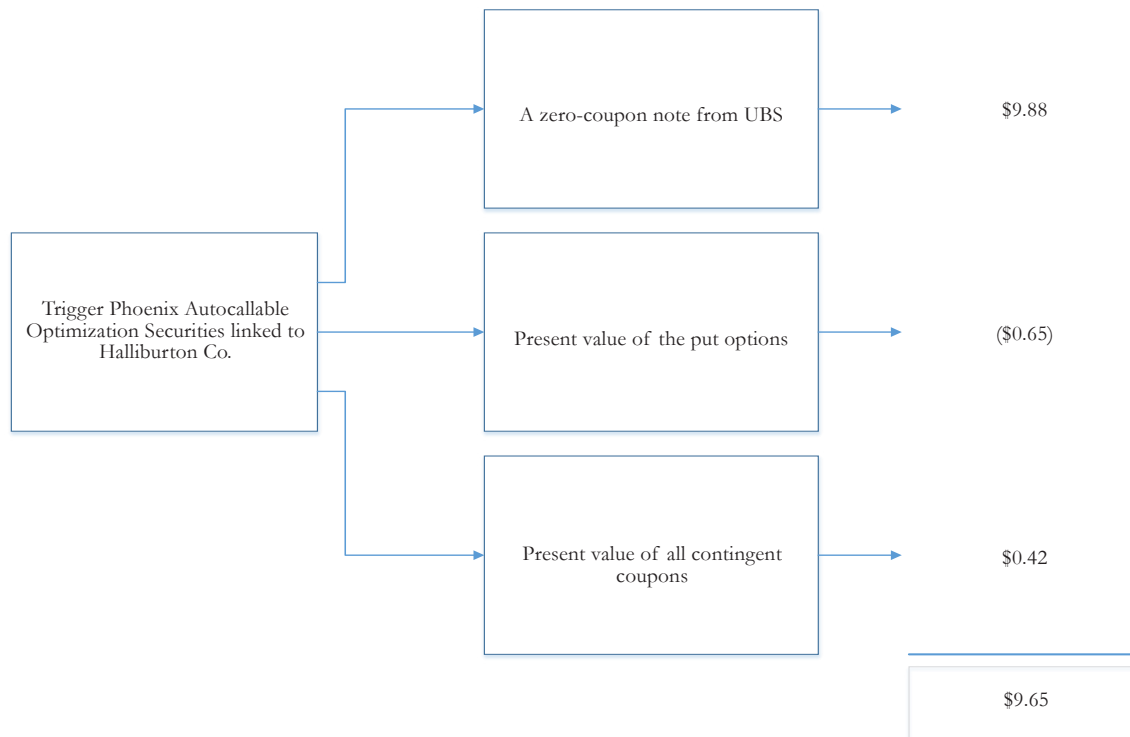 A zero-coupon note from UBS
$9.88
Trigger Phoenix Autocallable
Optimization Securities linked to
Halliburton Co.
Present value of the put options
($0.65)
Present value of all contingent
coupons
$0.42
$9.65